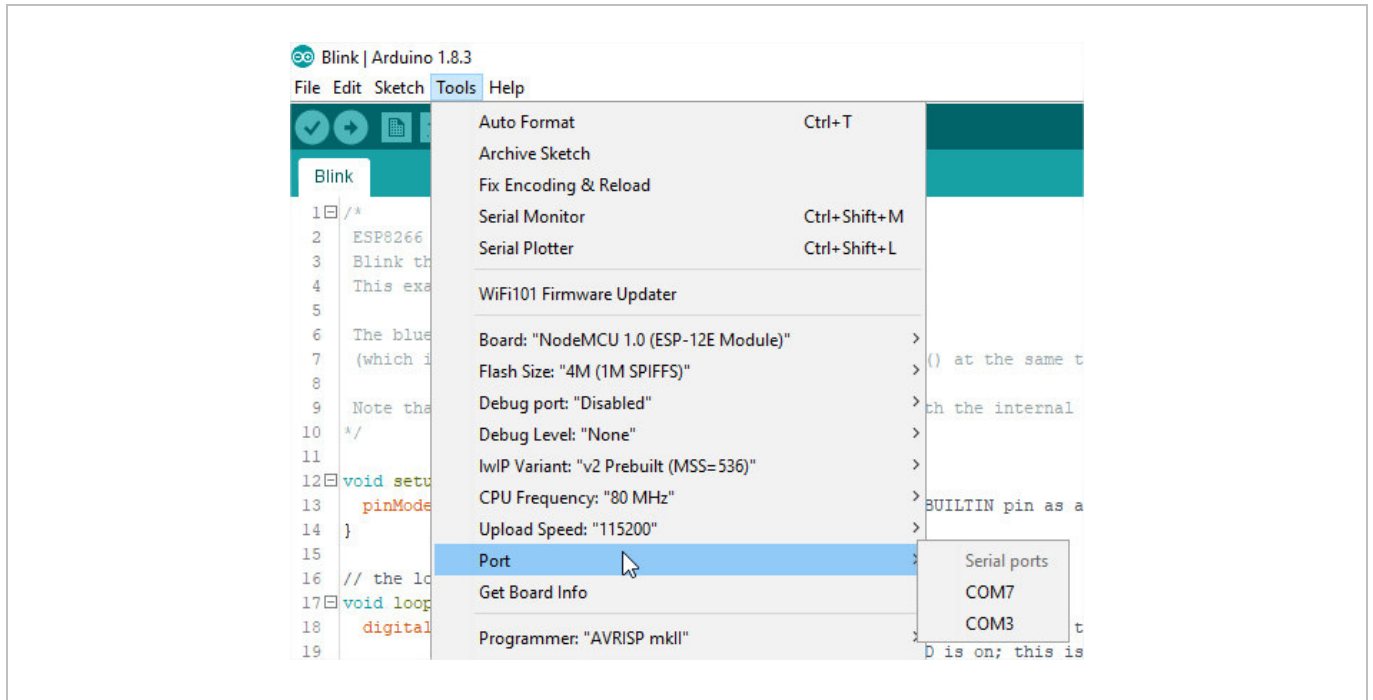 Blink | Arduino 1.8.3
File Edit Sketch Tools Help
Auto Format Ctrl+T
Archive Sketch
Blink
Fix Encoding & Reload
1 /*
Serial Monitor Ctrl+Shift+M
2 ESP8266
Serial Plotter Ctrl+Shift+L
3 Blink th
4 This exa
WiFi101 Firmware Updater
5
6 The blue
Board: "NodeMCU 1.0 (ESP-12E Module)"
7 (which i
() at the same t
Flash Size: "4M (1M SPIFFS)"
8
Debug port: "Disabled"
9 Note tha
th the internal
10 */
Debug Level: "None"
11
lwIP Variant: "v2 Prebuilt (MSS=536)"
12 void setu
CPU Frequency: "80 MHz"
13 pinMode
BUILTIN pin as a
14 }
Upload Speed: "115200"
15
Port
Serial ports
16 // the lo
Get Board Info
COM7
17 void loop
COM3
18 digital
t
Programmer: "AVRISP mkII"
19
D is on; this is